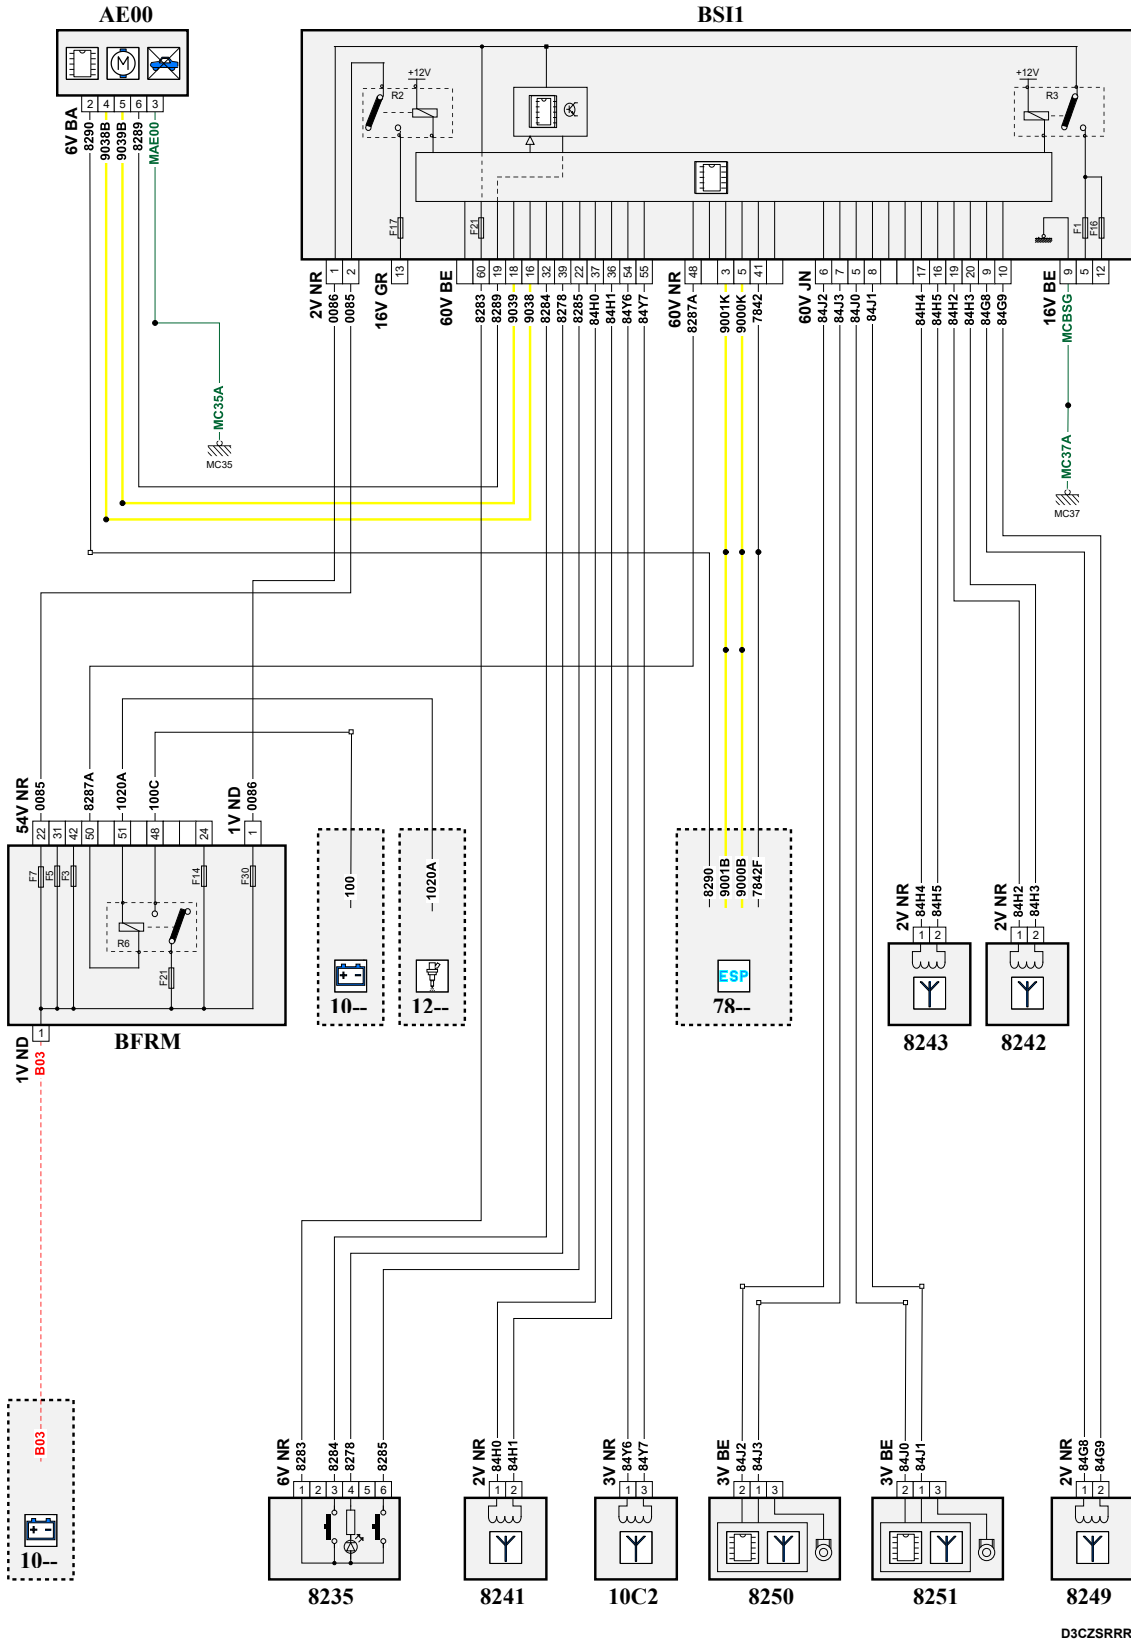 AE00
BSI1
M
+12V
R2
+12V
R3
F17
F21
F1
F16
2 4 5 6 3
6V BA
8290
9038B
9039B
8289
MAE00
1 2
2V NR
0086
0085
13
16V GR
60 19 18 16 32 39 22 37 36 54 55
60V BE
8283
8289
9039
9038
8284
8278
8285
84H0
84H1
84Y6
84Y7
48 3 5 41
60V NR
8287A
9001K
9000K
7842
6 7 5 8 17 16 19 20 9 10
60V JN
84J2
84J3
84J0
84J1
84H4
84H5
84H2
84H3
84G8
84G9
9 5 12
16V BE
MCBSG
MC35A
MC35
MC37A
MC37
54V NR
0085
8287A
1020A
100C
1V ND
0086
22 31 42 50 51 48 24 1
F7
F5
F3
F14
F30
R6
F21
1
BFRM
1V ND
B03
100
10--
1020A
12--
8290
9001B
9000B
7842F
ESP
78--
2V NR
84H4
84H5
1 2
8243
2V NR
84H2
84H3
1 2
8242
B03
10--
6V NR
8283
8284
8278
8285
1 2 3 4 5 6
8235
2V NR
84H0
84H1
1 2
8241
3V NR
84Y6
84Y7
1 3
10C2
3V BE
84J2
84J3
2 1 3
8250
3V BE
84J0
84J1
2 1 3
8251
2V NR
84G8
84G9
1 2
8249
D3CZSRRR